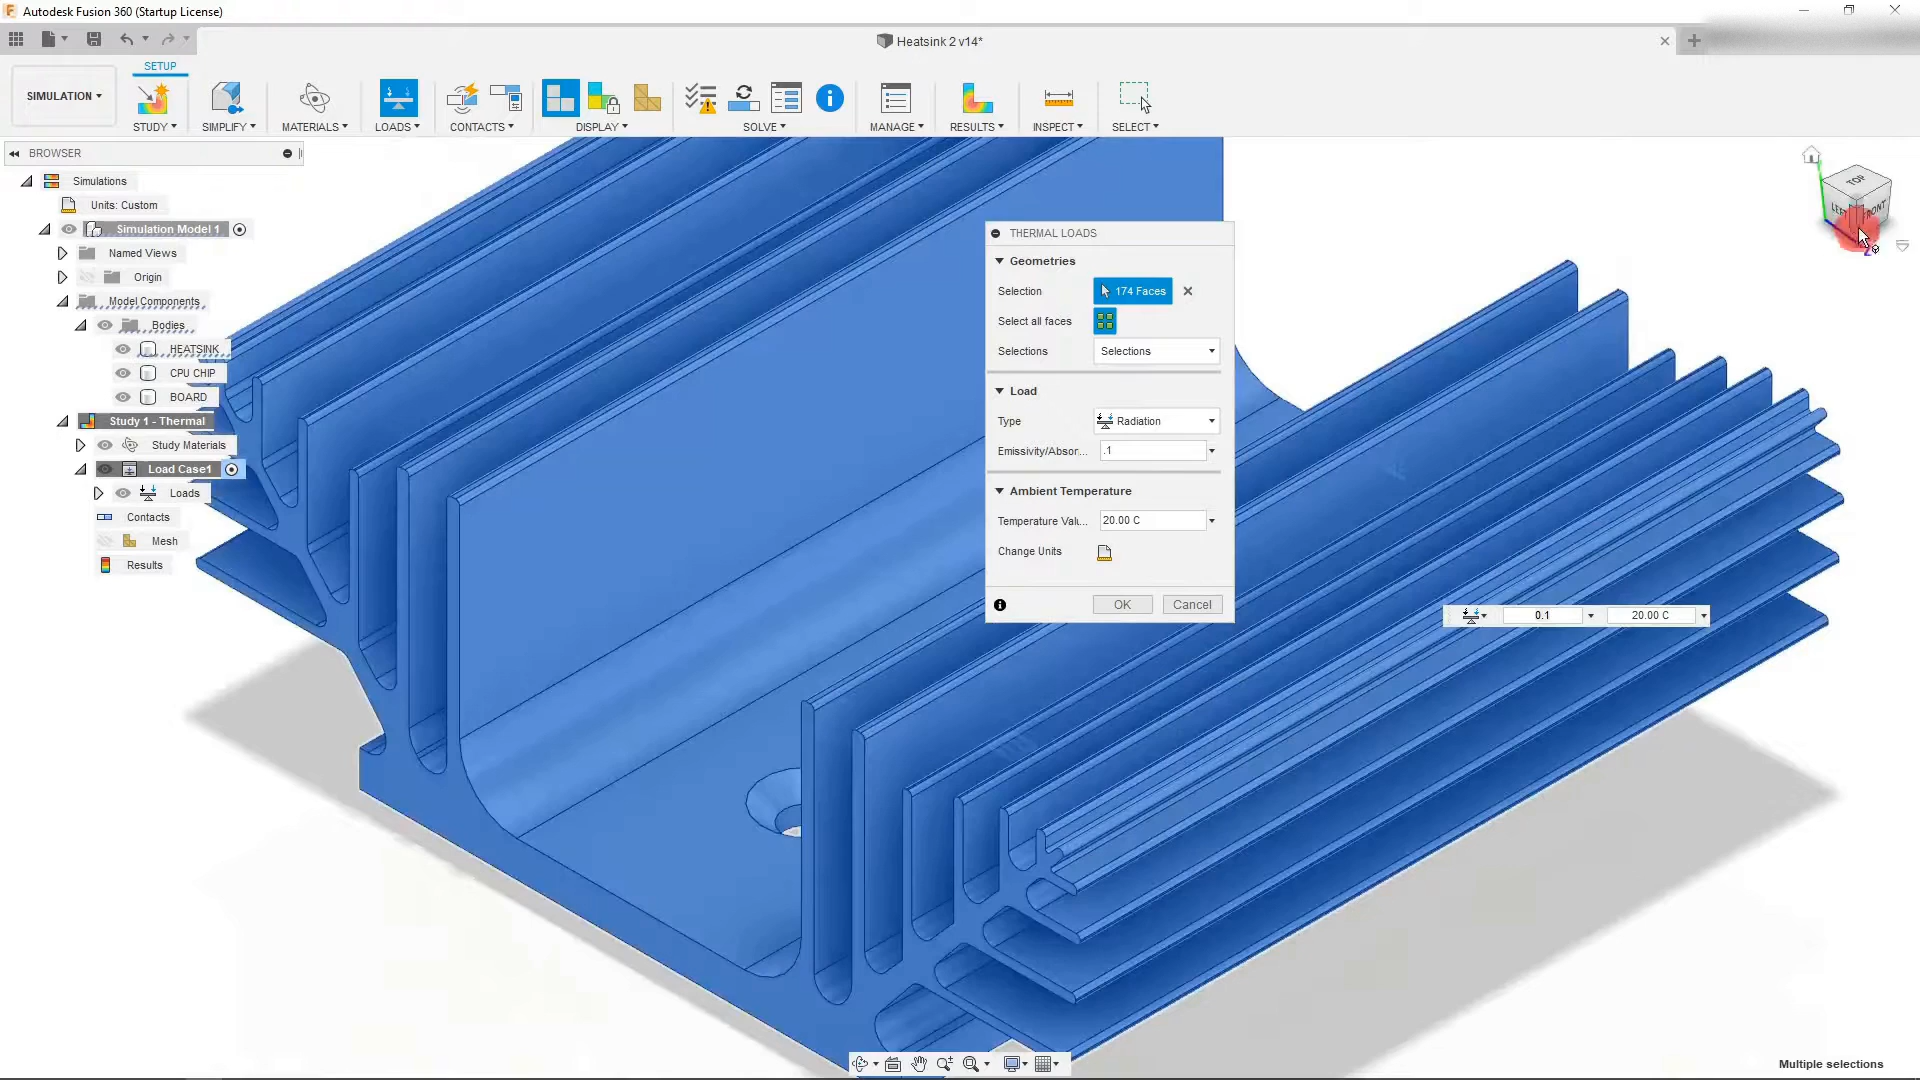 Autodesk Fusion 360 (Startup License)
Heatsink 2 v14*
SETUP
SIMULATION
STUDY
SIMPLIFY
MATERIALS
LOADS
CONTACTS
DISPLAY
SOLVE
MANAGE
RESULTS
INSPECT
SELECT
BROWSER
Simulations
Units: Custom
Simulation Model 1
Named Views
Origin
Model Components
Bodies
HEATSINK
CPU CHIP
BOARD
Study 1 - Thermal
Study Materials
Load Case1
Loads
Contacts
Mesh
Results
THERMAL LOADS
Geometries
Selection 174 Faces
Select all faces
Selections Selections
Load
Type Radiation
Emissivity/Absor... .1
Ambient Temperature
Temperature Valu... 20.00 C
Change Units
OK Cancel
0.1 20.00 C
TOP
LEFT FRONT
Z
Multiple selections